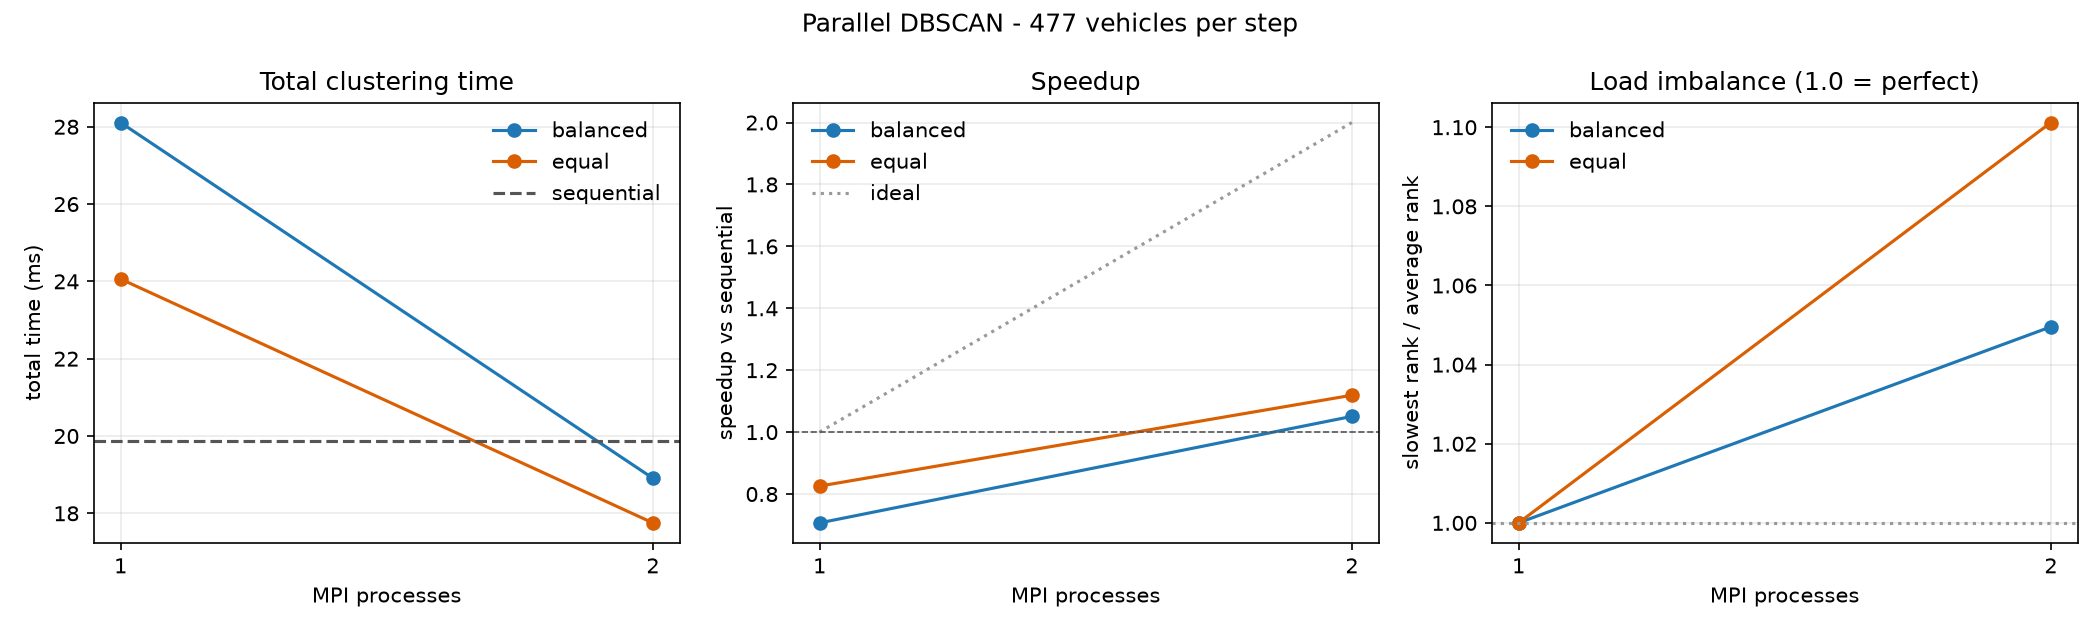 Parallel DBSCAN - 477 vehicles per step
Total clustering time
28
26
24
22
20
18
total time (ms)
balanced
equal
sequential
1
2
MPI processes
Speedup
2.0
1.8
1.6
1.4
1.2
1.0
0.8
speedup vs sequential
balanced
equal
ideal
1
2
MPI processes
Load imbalance (1.0 = perfect)
1.10
1.08
1.06
1.04
1.02
1.00
slowest rank / average rank
balanced
equal
1
2
MPI processes